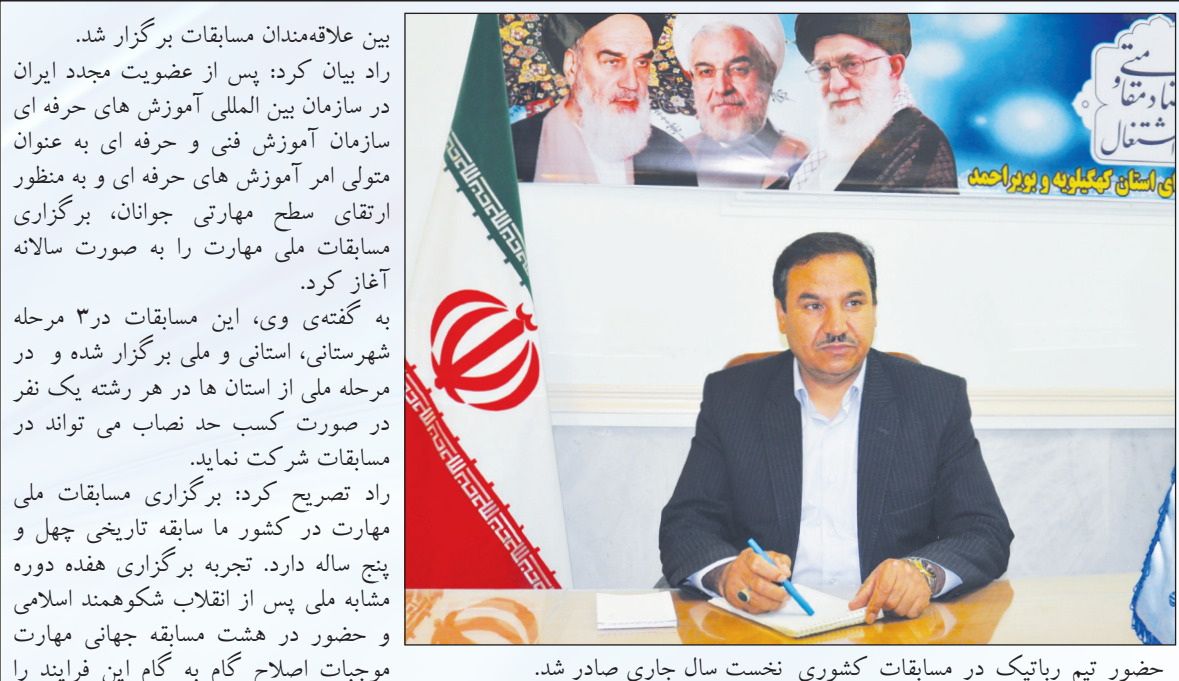 اشتغال
ای استان کهگیلویه و بویراحمد
حضور تیم رباتیک در مسابقات کشوری نخست سال جاری صادر شد.
بین علاقه‌مندان مسابقات برگزار شد.
راد بیان کرد: پس از عضویت مجدد ایران
در سازمان بین المللی آموزش های حرفه ای
سازمان آموزش فنی و حرفه ای به عنوان
متولی امر آموزش های حرفه ای و به منظور
ارتقای سطح مهارتی جوانان، برگزاری
مسابقات ملی مهارت را به صورت سالانه
آغاز کرد.
به گفته‌ی وی، این مسابقات در۳ مرحله
شهرستانی، استانی و ملی برگزار شده و در
مرحله ملی از استان ها در هر رشته یک نفر
در صورت کسب حد نصاب می تواند در
مسابقات شرکت نماید.
راد تصریح کرد: برگزاری مسابقات ملی
مهارت در کشور ما سابقه تاریخی چهل و
پنج ساله دارد. تجربه برگزاری هفده دوره
مشابه ملی پس از انقلاب شکوهمند اسلامی
و حضور در هشت مسابقه جهانی مهارت
موجبات اصلاح گام به گام این فرایند را